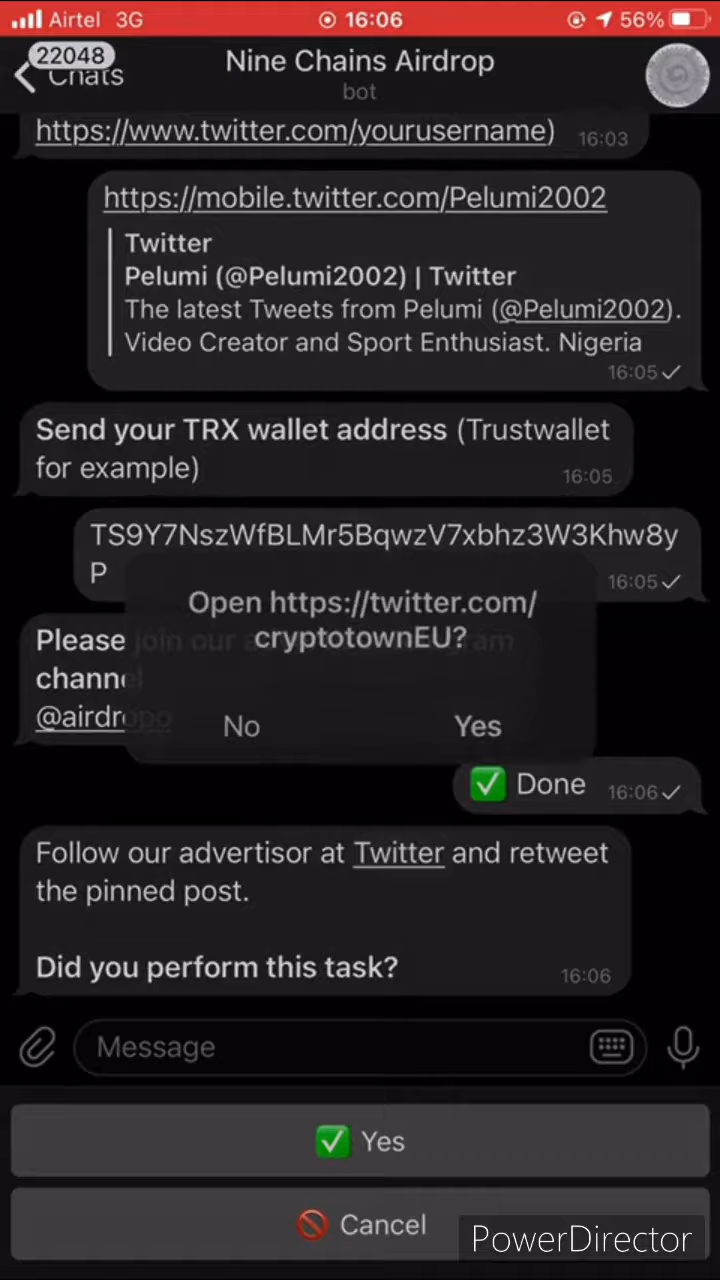 Airtel 3G 16:06 56%
22048
Chats
Nine Chains Airdrop
bot
https://www.twitter.com/yourusername) 16:03
https://mobile.twitter.com/Pelumi2002
Twitter
Pelumi (@Pelumi2002) | Twitter
The latest Tweets from Pelumi (@Pelumi2002).
Video Creator and Sport Enthusiast. Nigeria
16:05
Send your TRX wallet address (Trustwallet
for example) 16:05
TS9Y7NszWfBLMr5BqwzV7xbhz3W3Khw8y
P 16:05
Open https://twitter.com/
cryptotownEU?
No Yes
Please join our
channel
@airdropo
Done 16:06
Follow our advertisor at Twitter and retweet
the pinned post.
Did you perform this task? 16:06
Message
Yes
Cancel
PowerDirector